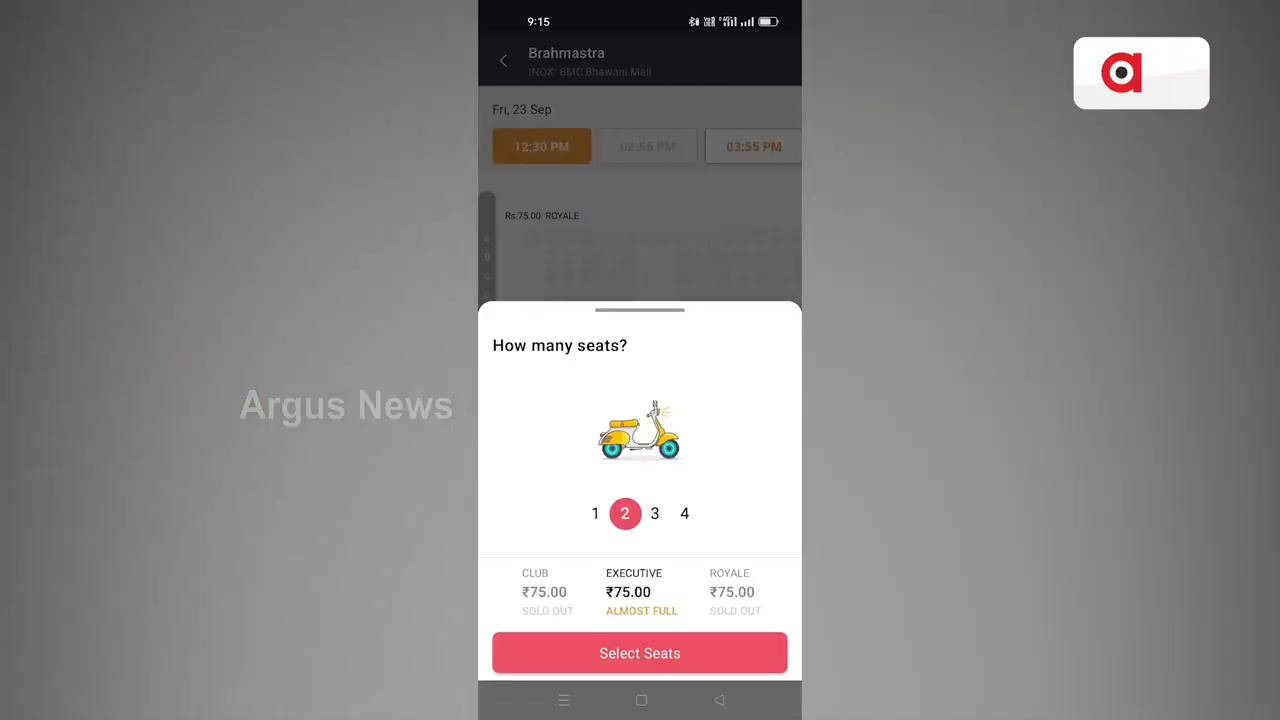 9:15
Brahmastra
INOX: BMC Bhawani Mall
Fri, 23 Sep
12:30 PM 02:55 PM 03:55 PM
Rs.75.00 ROYALE
A
B
C
How many seats?
Argus News
1 2 3 4
CLUB EXECUTIVE ROYALE
₹75.00 ₹75.00 ₹75.00
SOLD OUT ALMOST FULL SOLD OUT
Select Seats